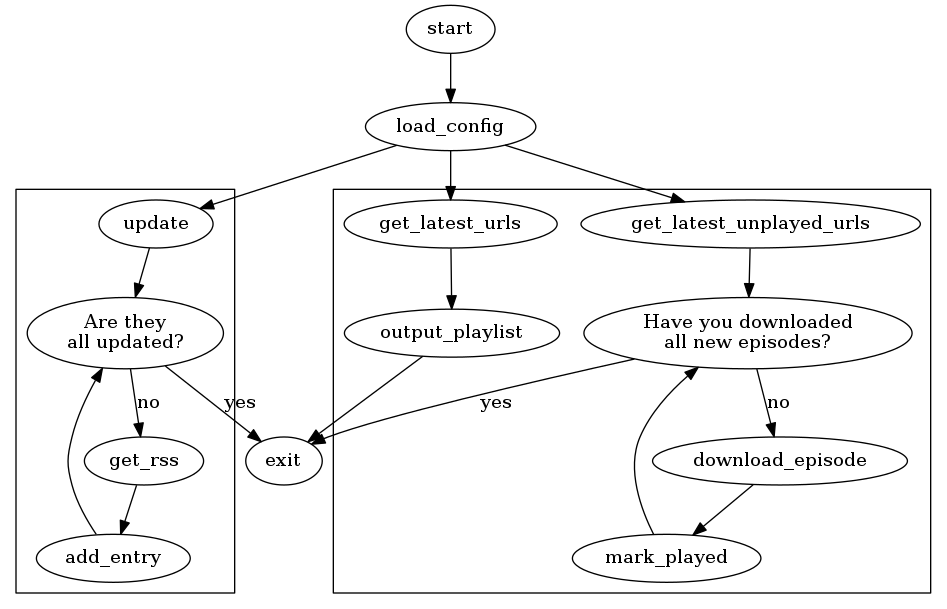 start
load_config
update
get_latest_urls
get_latest_unplayed_urls
Are they
all updated?
output_playlist
Have you downloaded
all new episodes?
no
yes
yes
no
get_rss
exit
download_episode
add_entry
mark_played